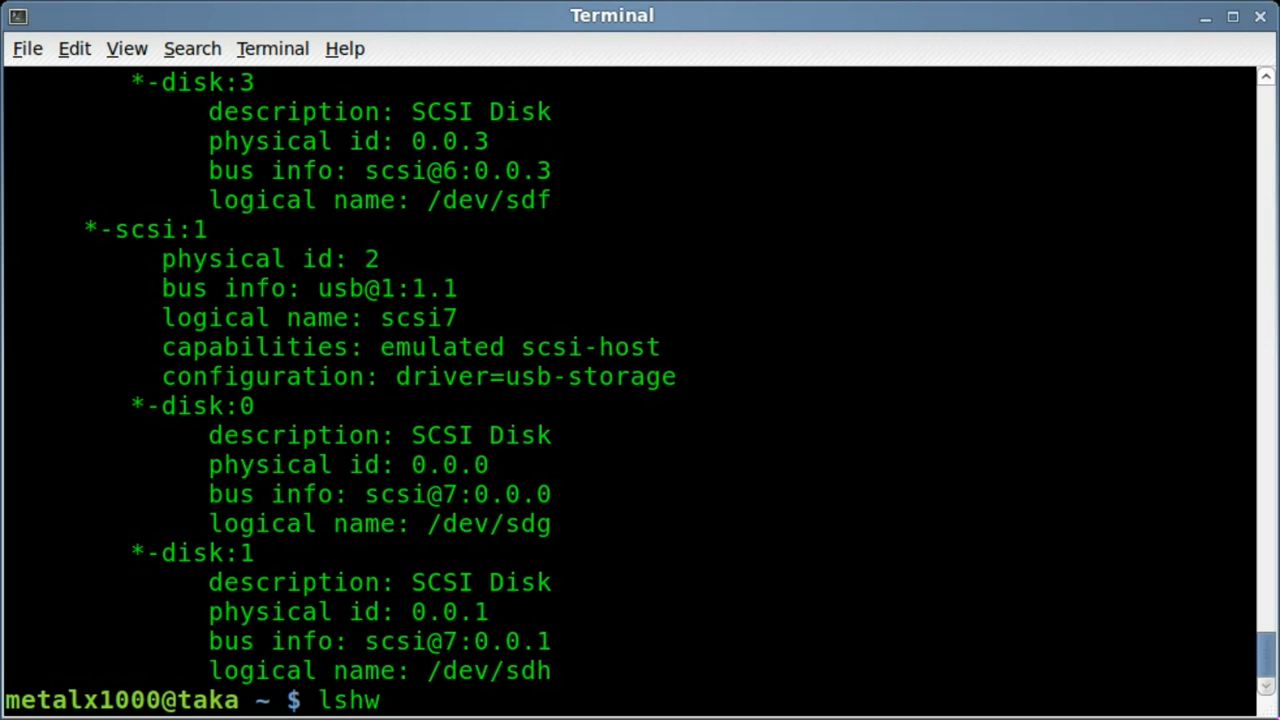 Terminal
File Edit View Search Terminal Help
*-disk:3
description: SCSI Disk
physical id: 0.0.3
bus info: scsi@6:0.0.3
logical name: /dev/sdf
*-scsi:1
physical id: 2
bus info: usb@1:1.1
logical name: scsi7
capabilities: emulated scsi-host
configuration: driver=usb-storage
*-disk:0
description: SCSI Disk
physical id: 0.0.0
bus info: scsi@7:0.0.0
logical name: /dev/sdg
*-disk:1
description: SCSI Disk
physical id: 0.0.1
bus info: scsi@7:0.0.1
logical name: /dev/sdh
metalx1000@taka ~ $ lshw